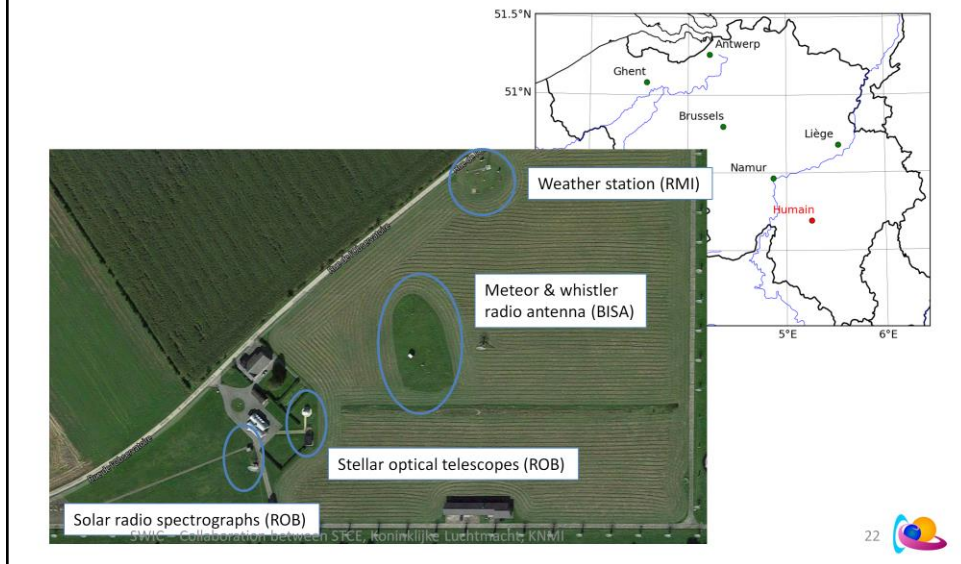 51.5°N
Antwerp
Ghent
51°N
Brussels
Liège
Namur
Humain
5°E
6°E
Weather station (RMI)
Meteor & whistler
radio antenna (BISA)
Stellar optical telescopes (ROB)
Solar radio spectrographs (ROB)
SWIC – Collaboration between STCE, Koninklijke Luchtmacht, KNMI
22